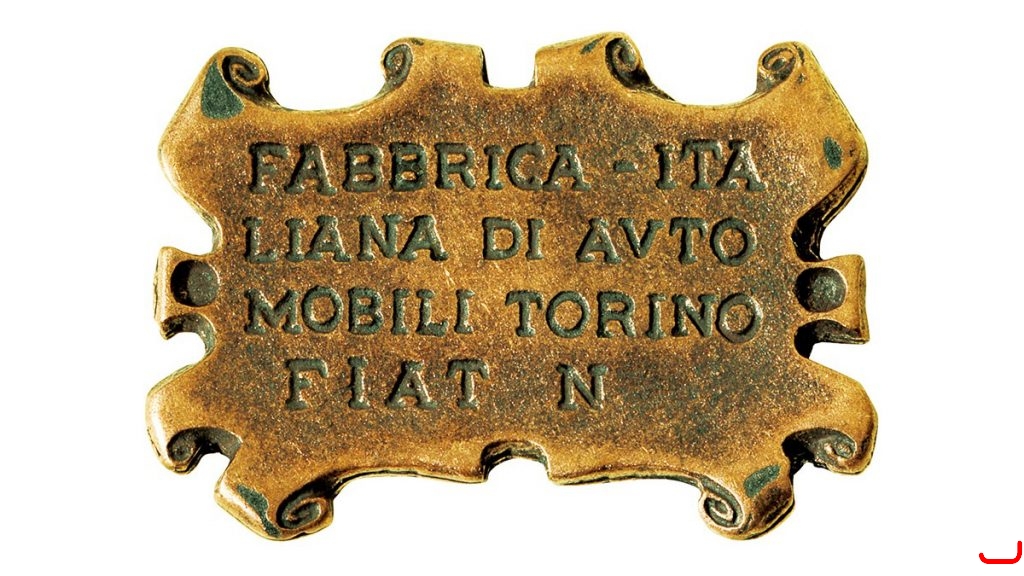 FABBRICA - ITA
LIANA DI AVTO
MOBILI TORINO
FIAT N